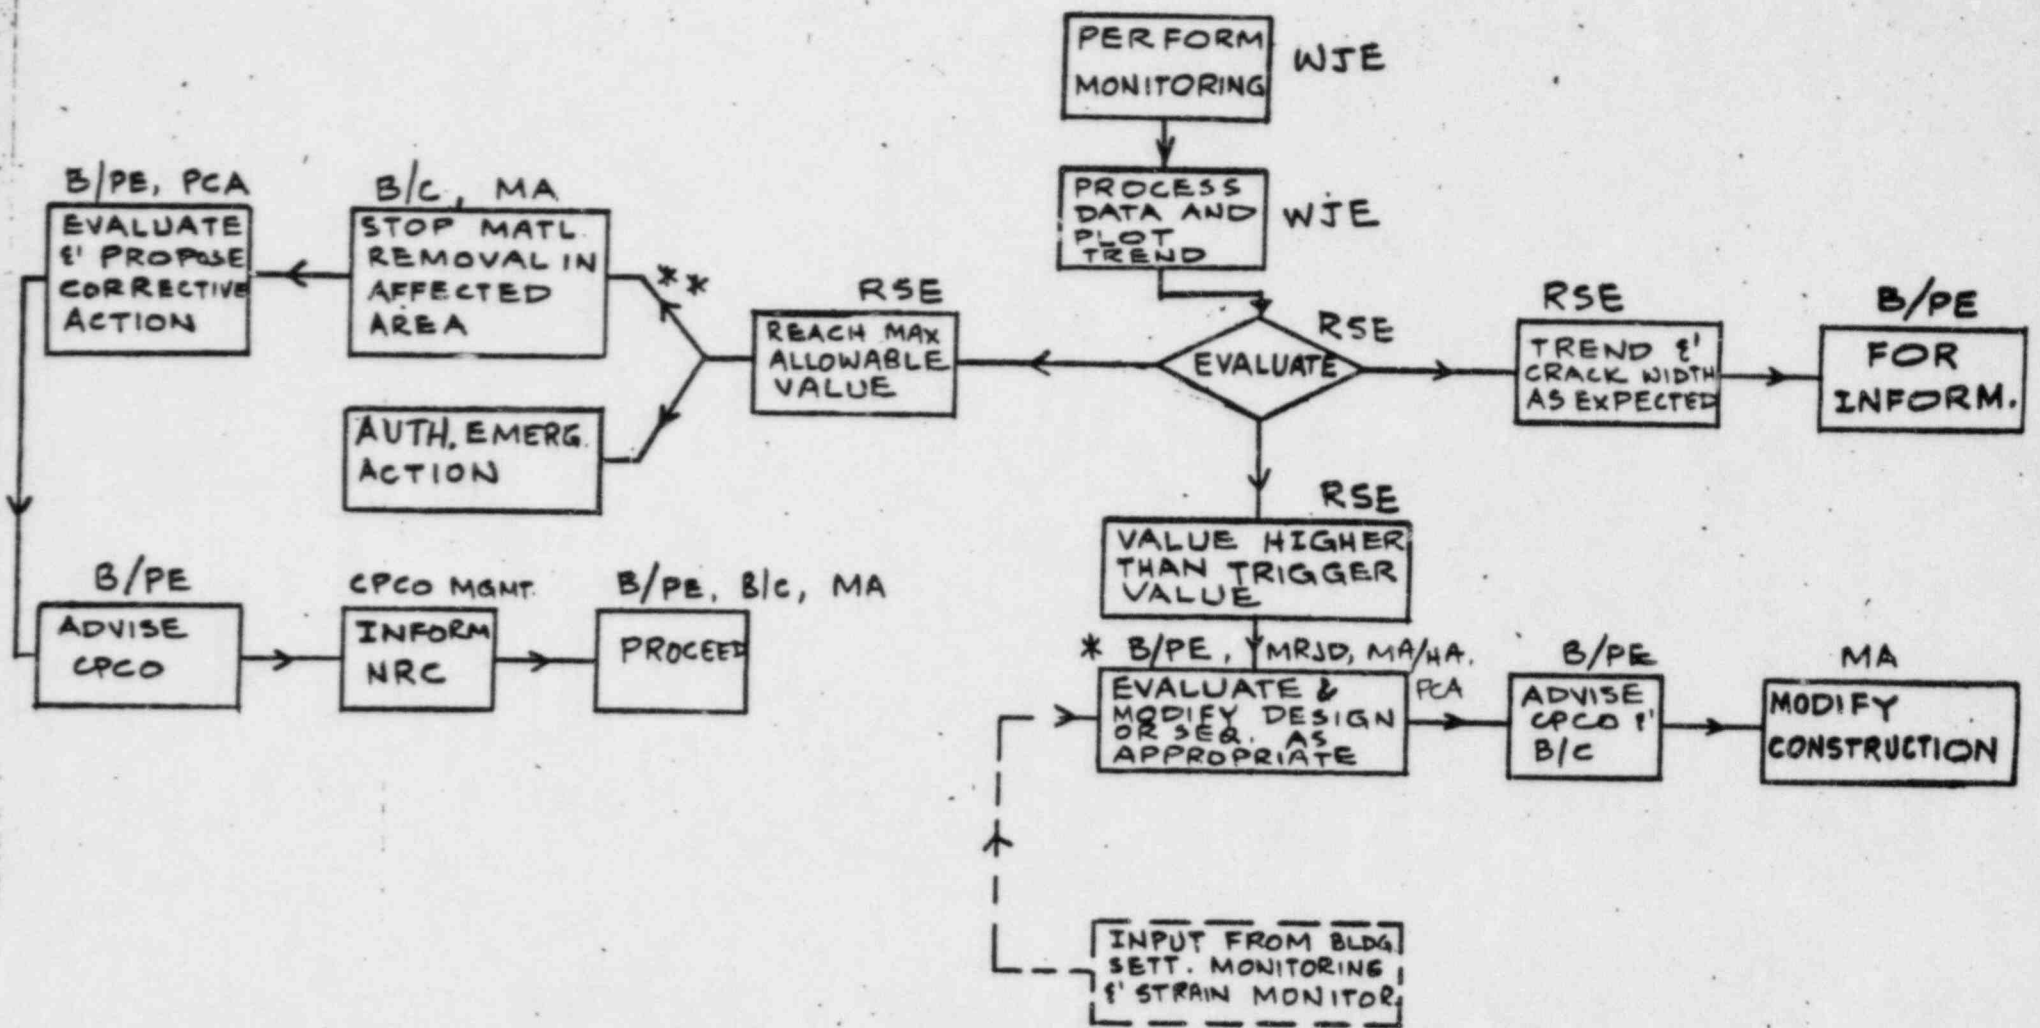 PERFORM
MONITORING
WJE
PROCESS
DATA AND
PLOT
TREND
WJE
B/PE, PCA
EVALUATE
& PROPOSE
CORRECTIVE
ACTION
B/C, MA
STOP MATL.
REMOVAL IN
AFFECTED
AREA
**
AUTH. EMERG.
ACTION
RSE
REACH MAX
ALLOWABLE
VALUE
RSE
EVALUATE
RSE
TREND &
CRACK WIDTH
AS EXPECTED
B/PE
FOR
INFORM.
RSE
VALUE HIGHER
THAN TRIGGER
VALUE
B/PE
ADVISE
CPCO
CPCO MGMT.
INFORM
NRC
B/PE, B/C, MA
PROCEED
* B/PE, MRJD, MA/HA.
PCA
EVALUATE &
MODIFY DESIGN
OR SEQ. AS
APPROPRIATE
B/PE
ADVISE
CPCO &
B/C
MA
MODIFY
CONSTRUCTION
INPUT FROM BLDG
SETT. MONITORING
& STRAIN MONITOR.